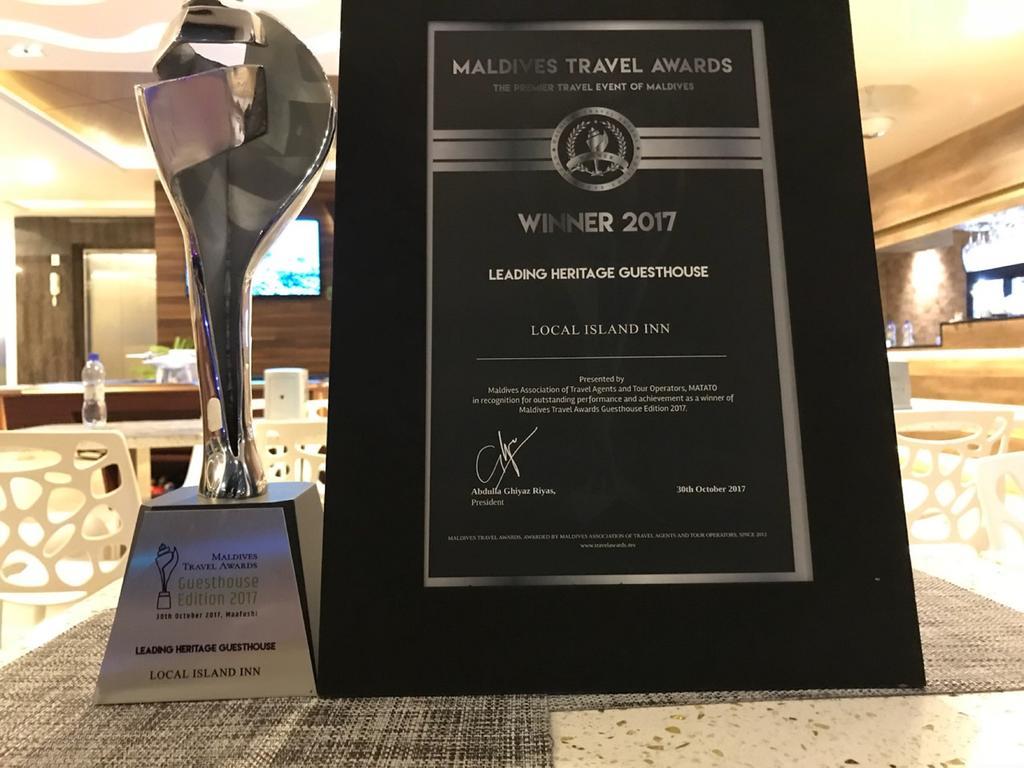 MALDIVES TRAVEL AWARDS
THE PREMIER TRAVEL EVENT OF MALDIVES
WINNER 2017
LEADING HERITAGE GUESTHOUSE
LOCAL ISLAND INN
Presented by
Maldives Association of Travel Agents and Tour Operators, MATATO
in recognition for outstanding performance and achievement as a winner of
Maldives Travel Awards Guesthouse Edition 2017.
Abdulla Ghiyaz Riyas,
President
30th October 2017
MALDIVES TRAVEL AWARDS, AWARDED BY MALDIVES ASSOCIATION OF TRAVEL AGENTS AND TOUR OPERATORS, SINCE 2012
www.travelawards.mv
MALDIVES
TRAVEL AWARDS
Guesthouse
Edition 2017
30th October 2017, Maafushi
LEADING HERITAGE GUESTHOUSE
LOCAL ISLAND INN